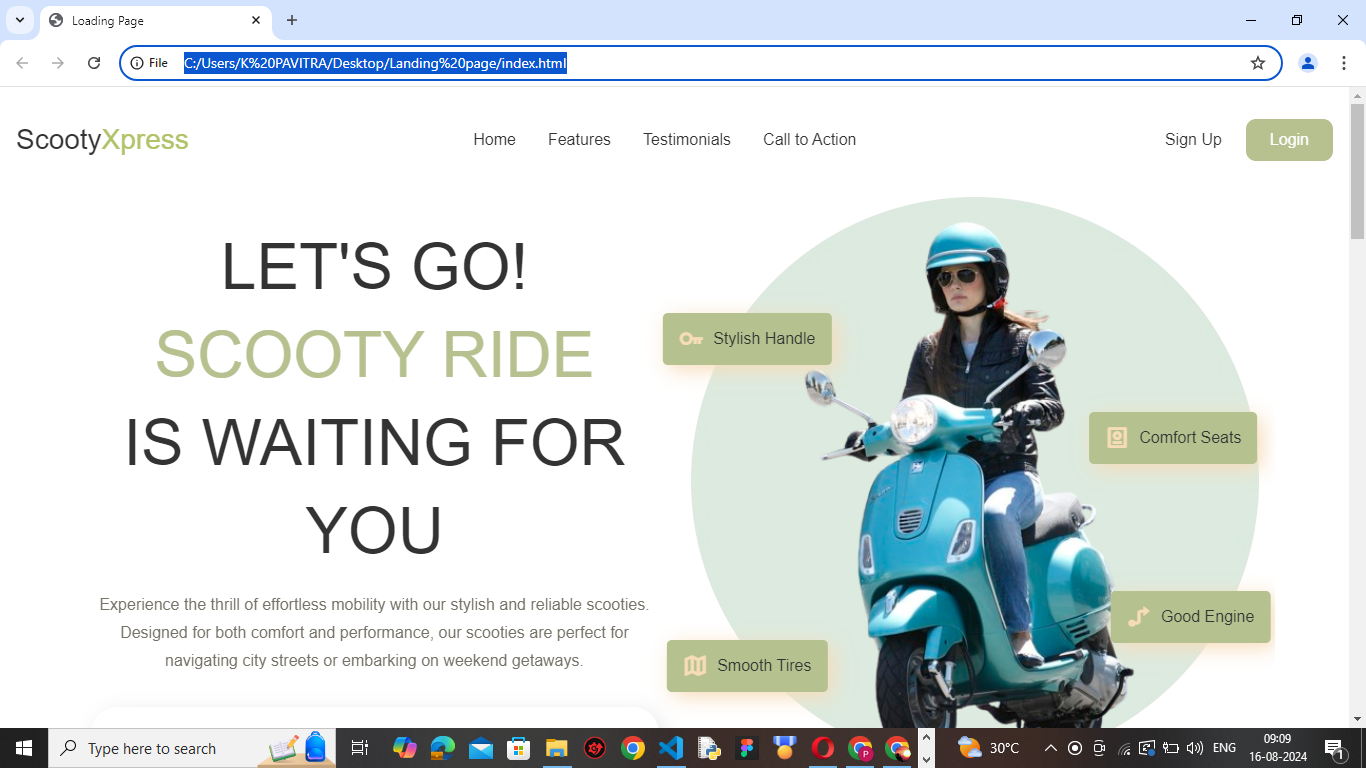 Loading Page
File C:/Users/K%20PAVITRA/Desktop/Landing%20page/index.html
ScootyXpress
Home Features Testimonials Call to Action
Sign Up Login
LET'S GO!
SCOOTY RIDE
IS WAITING FOR
YOU
Experience the thrill of effortless mobility with our stylish and reliable scooties.
Designed for both comfort and performance, our scooties are perfect for
navigating city streets or embarking on weekend getaways.
Stylish Handle
Comfort Seats
Good Engine
Smooth Tires
Type here to search
30°C
ENG
09:09
16-08-2024
1